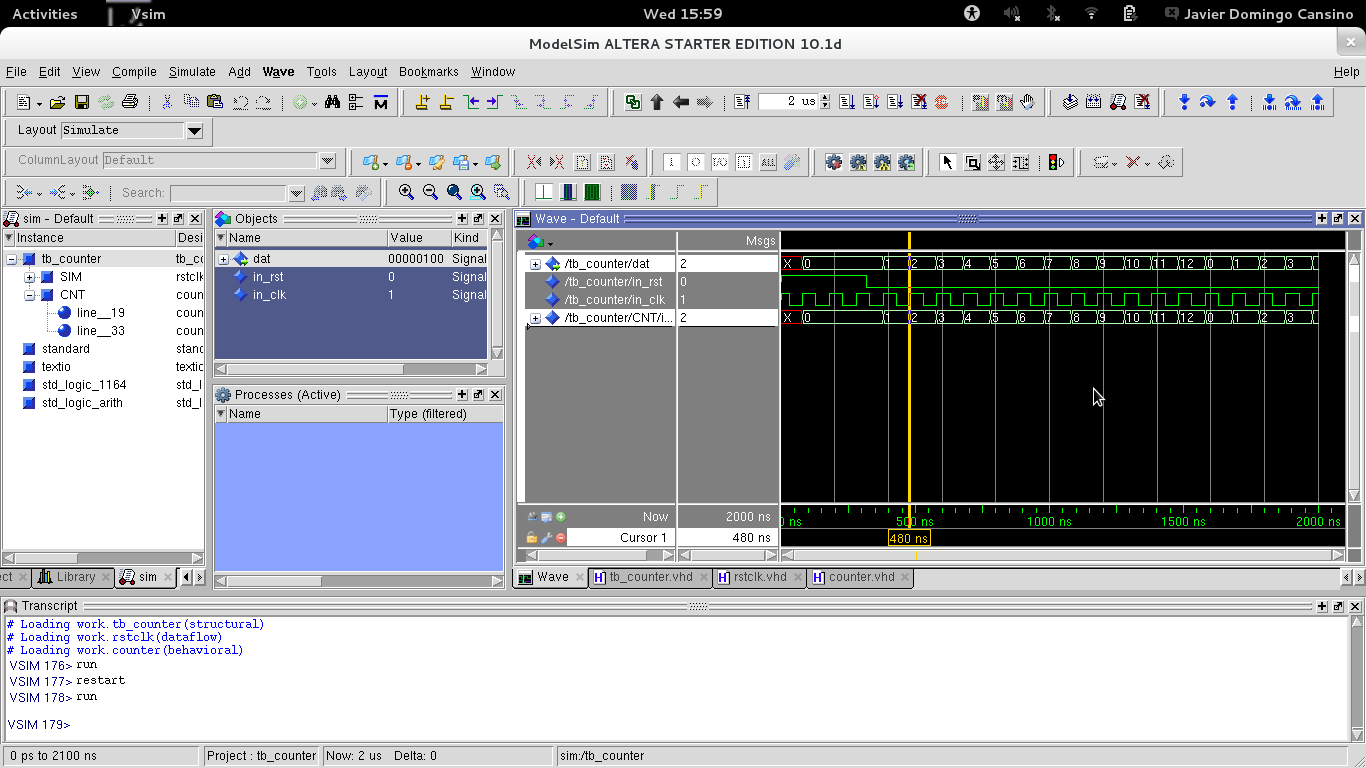 Activities Vsim Wed 15:59 Javier Domingo Cansino
ModelSim ALTERA STARTER EDITION 10.1d
File Edit View Compile Simulate Add Wave Tools Layout Bookmarks Window Help
2 us
Layout Simulate
ColumnLayout Default
ALL
Search:
sim - Default
Instance Desi
tb_counter tb_co
SIM rstclk
CNT coun
line__19 coun
line__33 coun
standard stand
textio textio
std_logic_1164 std_l
std_logic_arith std_l
ect Library sim
Objects
Name Value Kind
dat 00000100 Signal
in_rst 0 Signal
in_clk 1 Signal
Processes (Active)
Name Type (filtered)
Wave - Default
Msgs
/tb_counter/dat 2 X 0 1 2 3 4 5 6 7 8 9 10 11 12 0 1 2 3
/tb_counter/in_rst 0
/tb_counter/in_clk 1
/tb_counter/CNT/i... 2 X 0 1 2 3 4 5 6 7 8 9 10 11 12 0 1 2 3
Now 2000 ns ns 500 ns 1000 ns 1500 ns 2000 ns
Cursor 1 480 ns 480 ns
Wave tb_counter.vhd rstclk.vhd counter.vhd
Transcript
# Loading work.tb_counter(structural)
# Loading work.rstclk(dataflow)
# Loading work.counter(behavioral)
VSIM 176> run
VSIM 177> restart
VSIM 178> run
VSIM 179>
0 ps to 2100 ns Project : tb_counter Now: 2 us Delta: 0 sim:/tb_counter